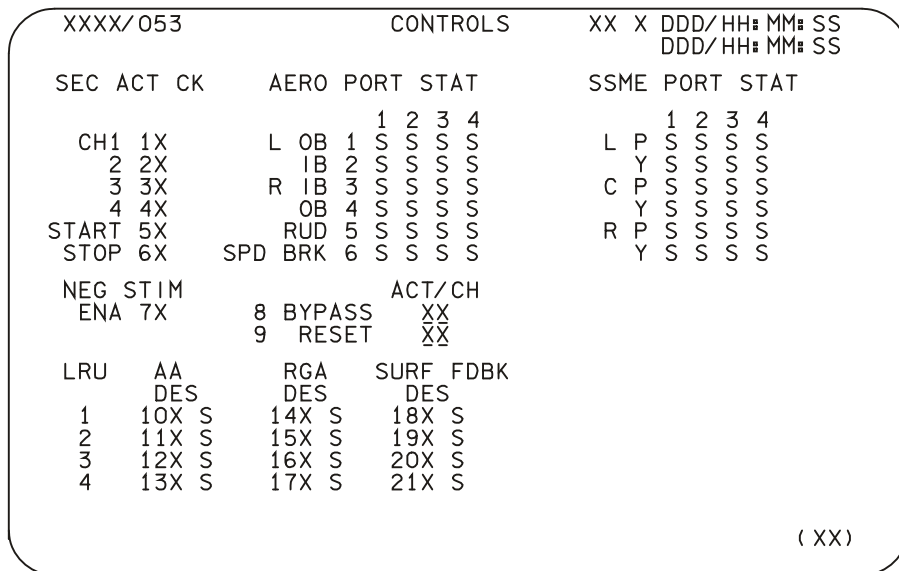 XXXX/053 CONTROLS XX X DDD/HH:MM:SS
DDD/HH:MM:SS
SEC ACT CK AERO PORT STAT SSME PORT STAT
1 2 3 4 1 2 3 4
CH1 1X L OB 1 S S S S L P S S S S
2 2X IB 2 S S S S Y S S S S
3 3X R IB 3 S S S S C P S S S S
4 4X OB 4 S S S S Y S S S S
START 5X RUD 5 S S S S R P S S S S
STOP 6X SPD BRK 6 S S S S Y S S S S
NEG STIM ACT/CH
ENA 7X 8 BYPASS XX
9 RESET XX
LRU AA RGA SURF FDBK
DES DES DES
1 10X S 14X S 18X S
2 11X S 15X S 19X S
3 12X S 16X S 20X S
4 13X S 17X S 21X S
(XX)